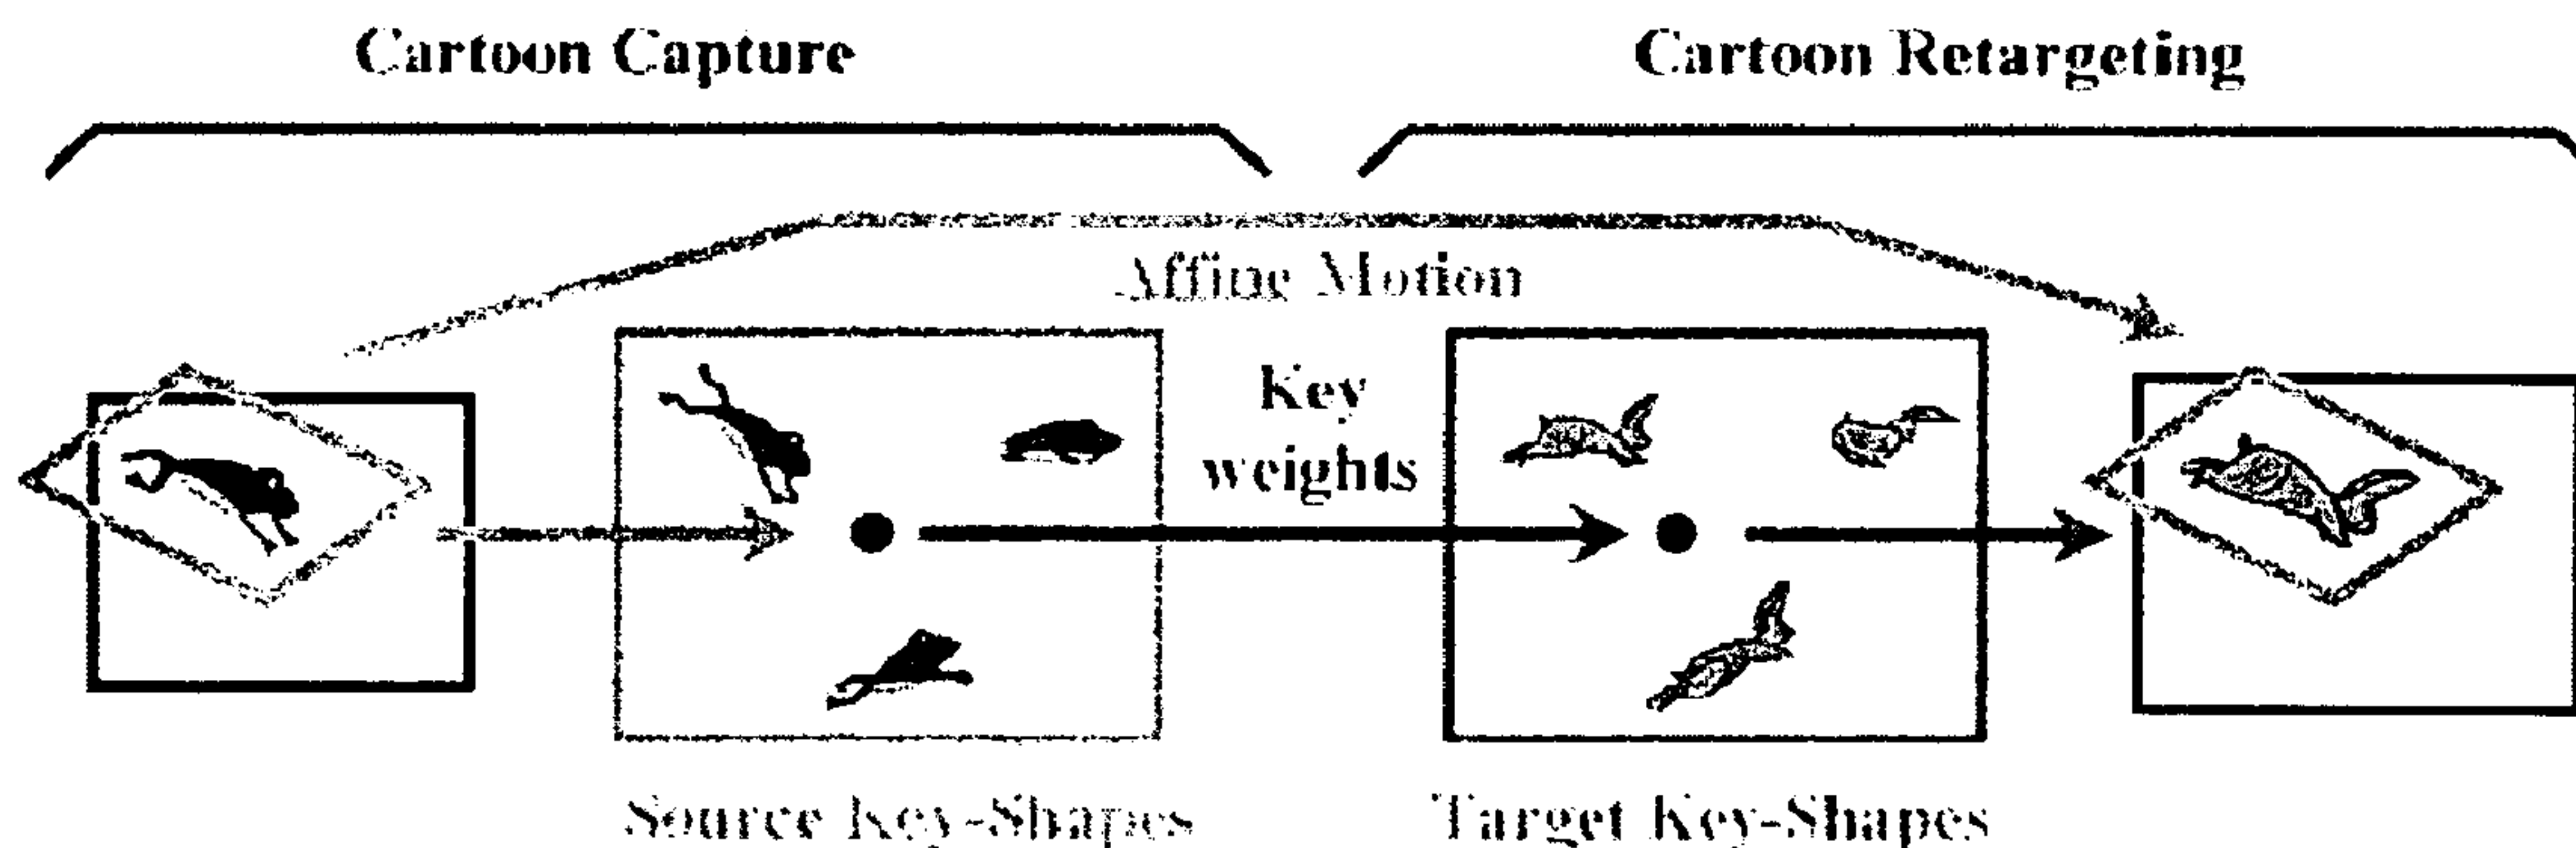 Cartoon Capture
Cartoon Retargeting
Affine Motion
Key
weights
Source Key-Shapes
Target Key-Shapes